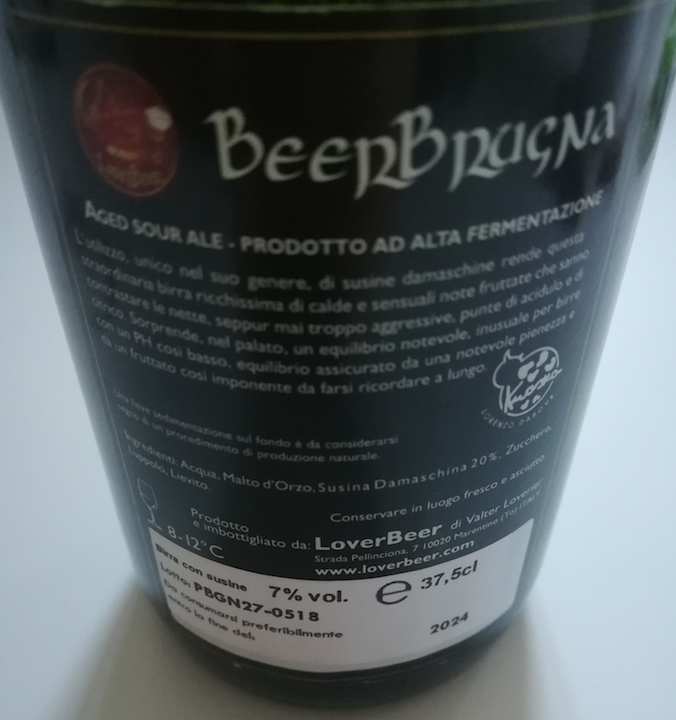 BEERBRUGNA
AGED SOUR ALE - PRODOTTO AD ALTA FERMENTAZIONE
L'utilizzo, unico nel suo genere, di susine damaschine rende questa
straordinaria birra ricchissima di calde e sensuali note fruttate che sanno
contrastare le nette, seppur mai troppo aggressive, punte di acidulo e di
citrico. Sorprende, nel palato, un equilibrio notevole, inusuale per birre
con un PH così basso, equilibrio assicurato da una notevole pienezza e
da un fruttato così imponente da farsi ricordare a lungo.
Kuaska
LORENZO DABOVE
Una lieve sedimentazione sul fondo è da considerarsi
segno di un procedimento di produzione naturale.
Ingredienti: Acqua, Malto d'Orzo, Susina Damaschina 20%, Zucchero,
Luppolo, Lievito.
Conservare in luogo fresco e asciutto.
8-12°C
Prodotto
e imbottigliato da: LoverBeer di Valter Loverier
Strada Pellinciona, 7 10020 Marentino (To) ITALY
www.loverbeer.com
Birra con susine 7% vol. e 37,5cl
Lotto: PBGN27-0518
Da consumarsi preferibilmente
entro la fine del: 2024